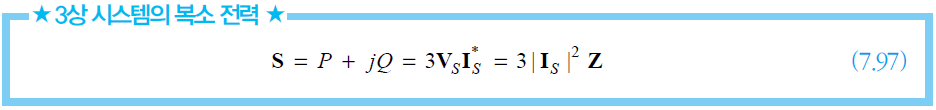 ★ 3상 시스템의 복소 전력 ★
S = P + jQ = 3V_S I_S^* = 3 | I_S |^2 Z (7.97)